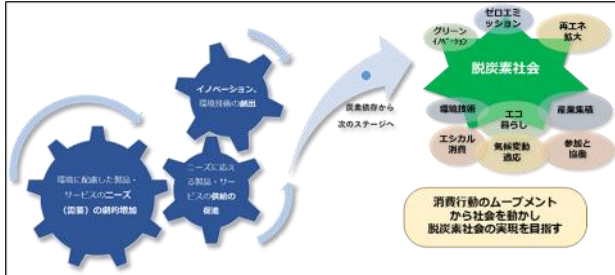 イノベーション、
環境技術の創出
環境に配慮した製品・
サービスのニーズ
(需要)の劇的増加
ニーズに応え
る製品・サー
ビスの供給の
促進
炭素依存から
次のステージへ
ゼロエミ
ッション
グリーン
イノベーション
再エネ
拡大
脱炭素社会
環境技術
エコ
暮らし
産業集積
エシカル
消費
気候変動
適応
参加と
協働
消費行動のムーブメント
から社会を動かし
脱炭素社会の実現を目指す